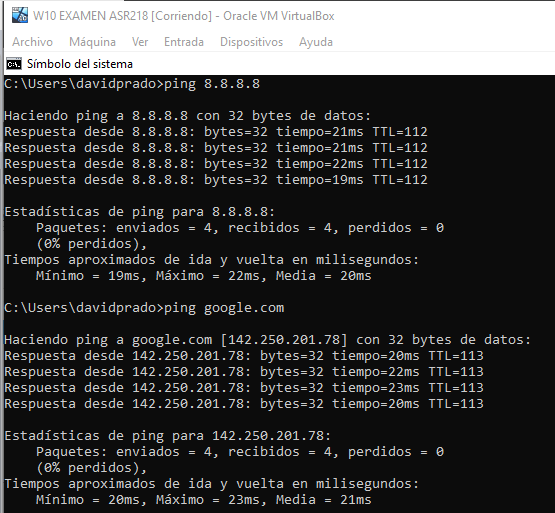 W10 EXAMEN ASR218 [Corriendo] - Oracle VM VirtualBox
Archivo Máquina Ver Entrada Dispositivos Ayuda
Símbolo del sistema
C:\Users\davidprado>ping 8.8.8.8
Haciendo ping a 8.8.8.8 con 32 bytes de datos:
Respuesta desde 8.8.8.8: bytes=32 tiempo=21ms TTL=112
Respuesta desde 8.8.8.8: bytes=32 tiempo=21ms TTL=112
Respuesta desde 8.8.8.8: bytes=32 tiempo=22ms TTL=112
Respuesta desde 8.8.8.8: bytes=32 tiempo=19ms TTL=112
Estadísticas de ping para 8.8.8.8:
Paquetes: enviados = 4, recibidos = 4, perdidos = 0
(0% perdidos),
Tiempos aproximados de ida y vuelta en milisegundos:
Mínimo = 19ms, Máximo = 22ms, Media = 20ms
C:\Users\davidprado>ping google.com
Haciendo ping a google.com [142.250.201.78] con 32 bytes de datos:
Respuesta desde 142.250.201.78: bytes=32 tiempo=20ms TTL=113
Respuesta desde 142.250.201.78: bytes=32 tiempo=22ms TTL=113
Respuesta desde 142.250.201.78: bytes=32 tiempo=23ms TTL=113
Respuesta desde 142.250.201.78: bytes=32 tiempo=20ms TTL=113
Estadísticas de ping para 142.250.201.78:
Paquetes: enviados = 4, recibidos = 4, perdidos = 0
(0% perdidos),
Tiempos aproximados de ida y vuelta en milisegundos:
Mínimo = 20ms, Máximo = 23ms, Media = 21ms